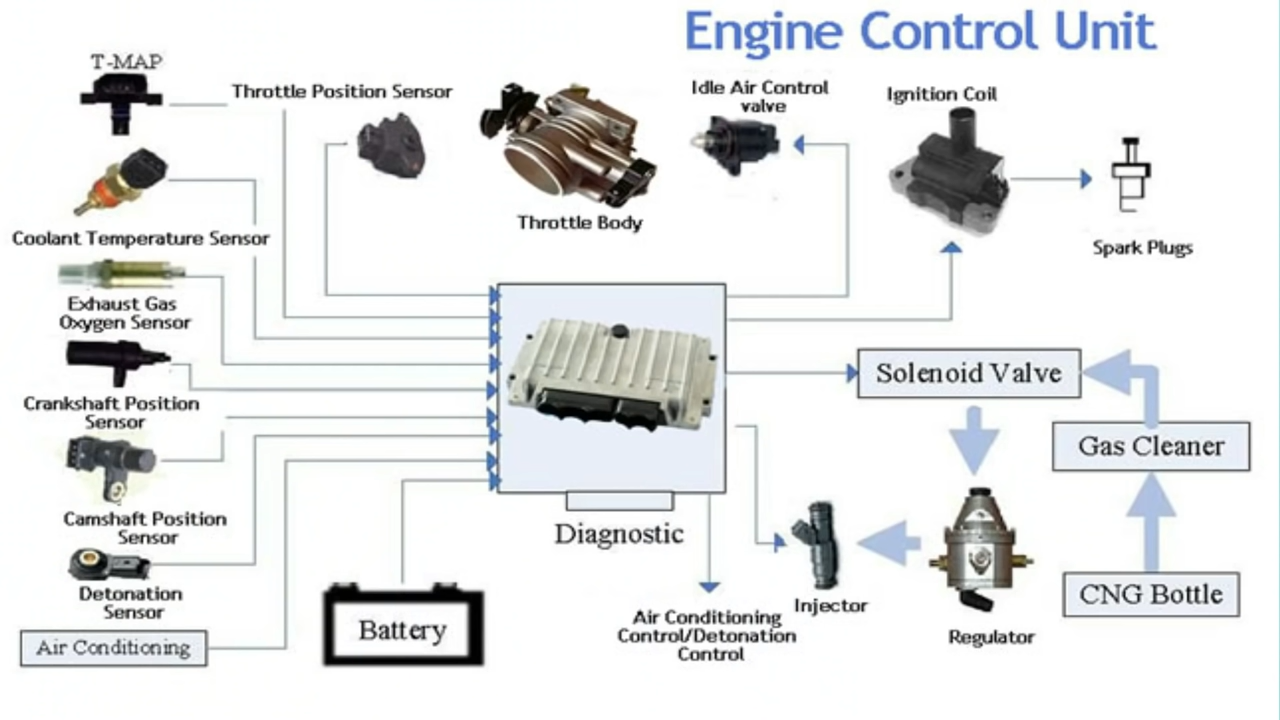 Engine Control Unit
T-MAP
Throttle Position Sensor
Idle Air Control
valve
Ignition Coil
Throttle Body
Coolant Temperature Sensor
Spark Plugs
Exhaust Gas
Oxygen Sensor
Solenoid Valve
Crankshaft Position
Sensor
Gas Cleaner
Camshaft Position
Sensor
Diagnostic
Detonation
Sensor
CNG Bottle
Injector
Air Conditioning
Control/Detonation
Control
Battery
Regulator
Air Conditioning